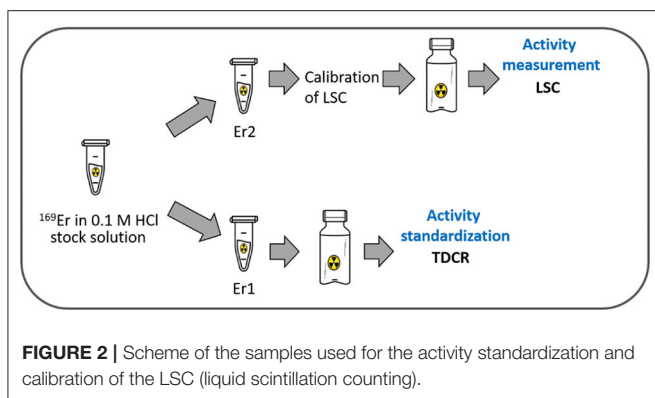 Activity
measurement
LSC
Calibration
of LSC
Er2
¹⁶⁹Er in 0.1 M HCl
stock solution
Er1
Activity
standardization
TDCR
FIGURE 2 | Scheme of the samples used for the activity standardization and
calibration of the LSC (liquid scintillation counting).